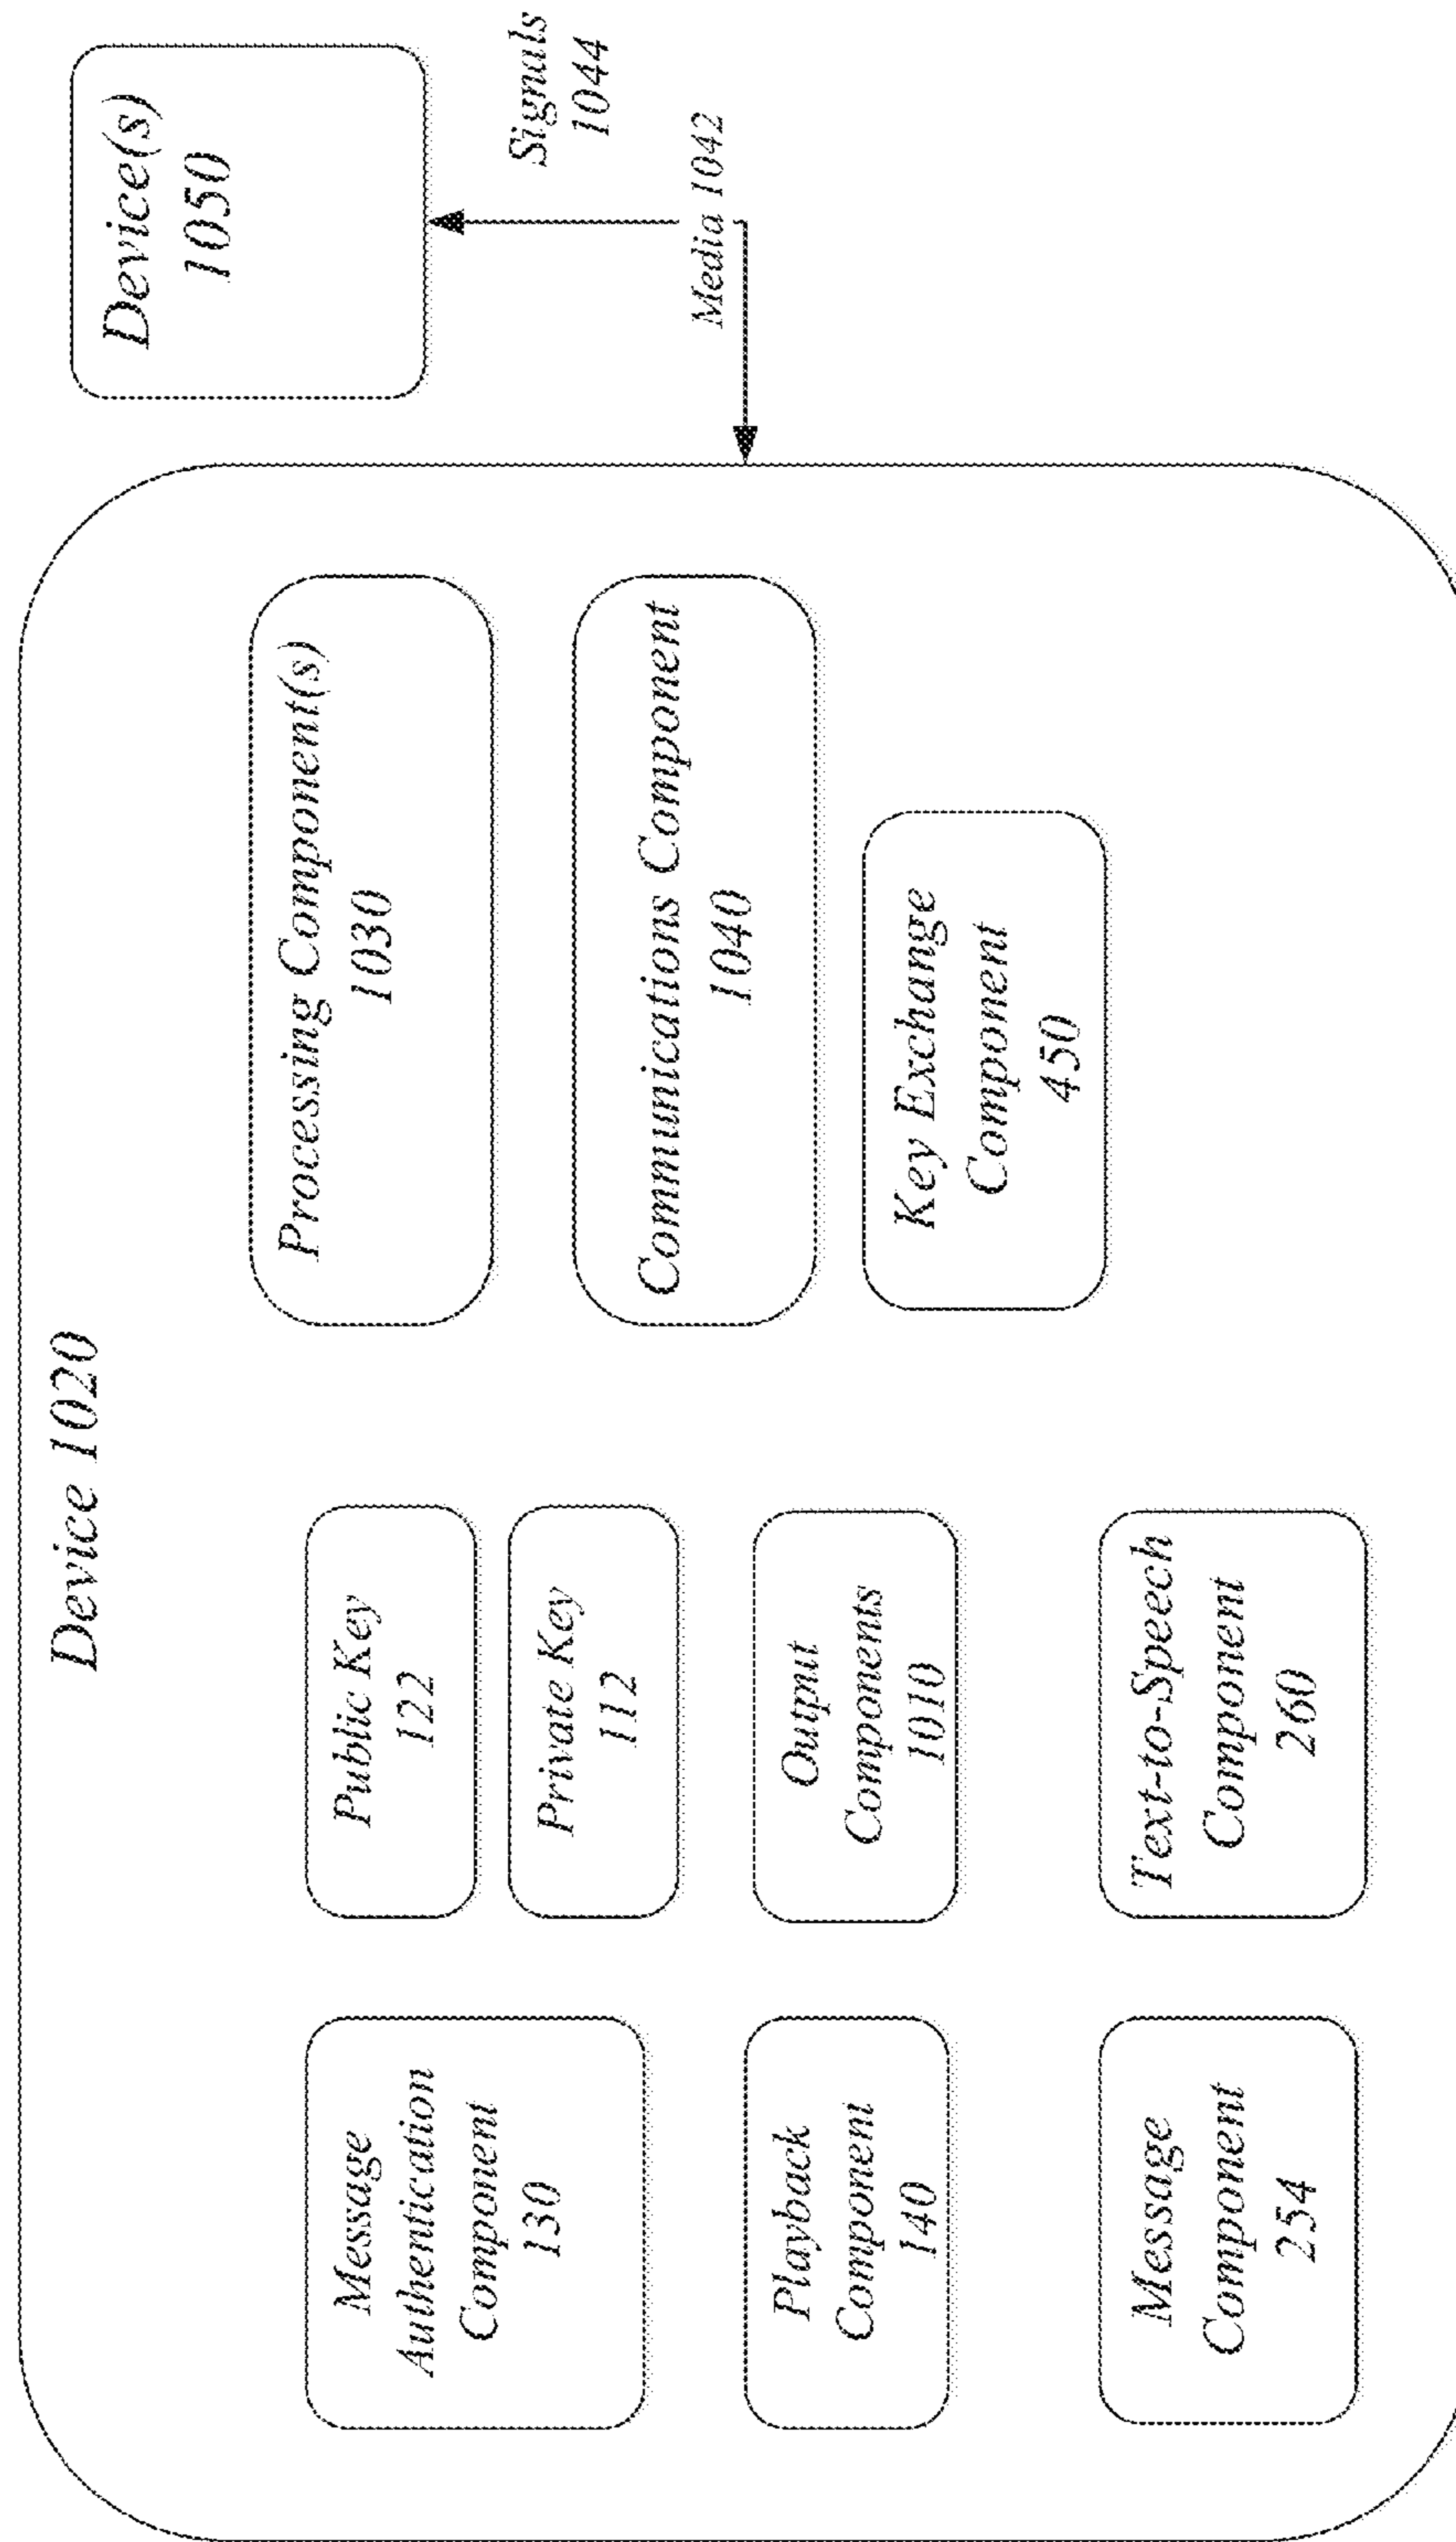 Device 1020
Message
Authentication
Component
130
Public Key
122
Private Key
112
Processing Component(s)
1030
Device(s)
1050
Signals
1044
Media 1042
Playback
Component
140
Output
Components
1010
Communications Component
1040
Key Exchange
Component
450
Message
Component
254
Text-to-Speech
Component
260